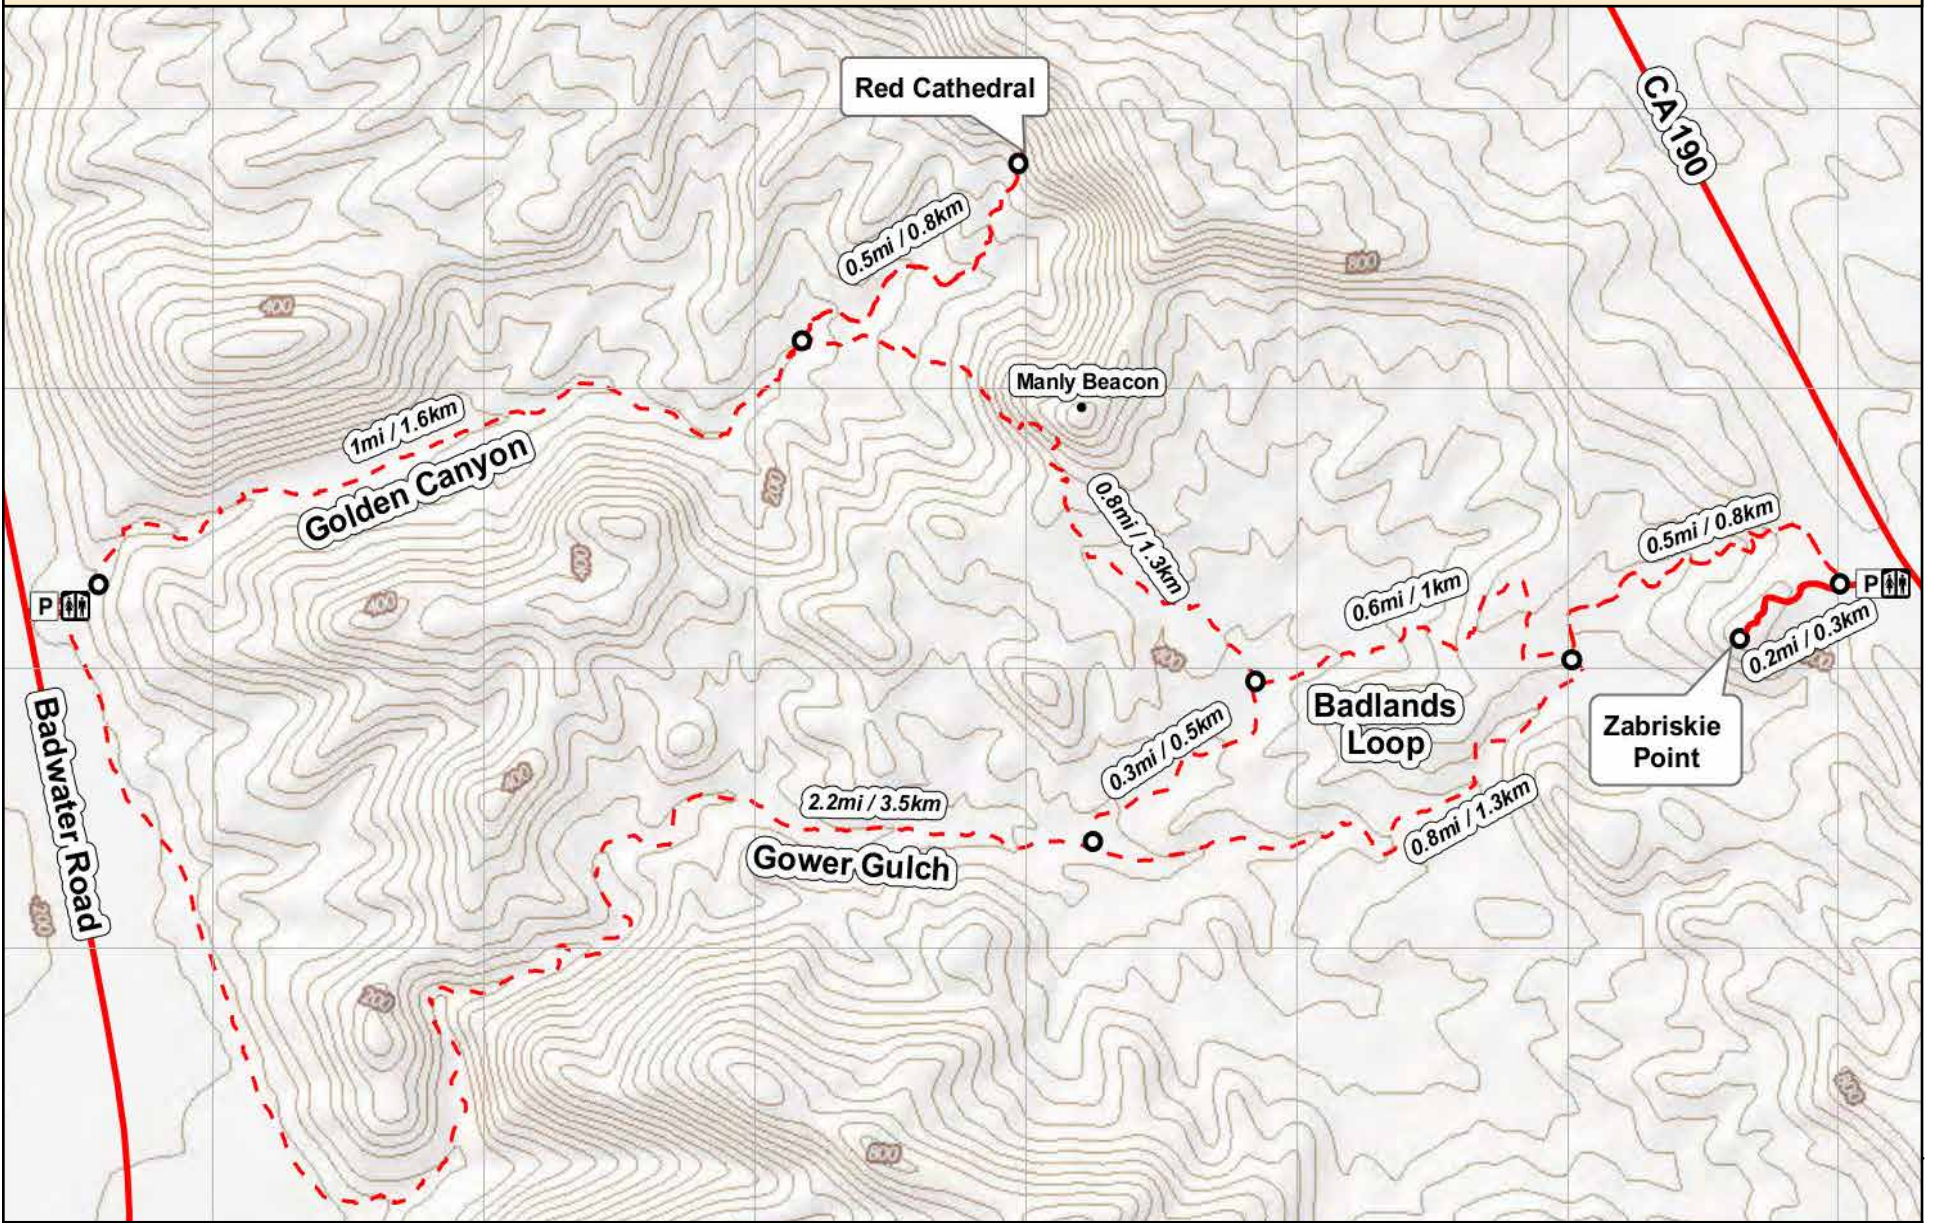 Red Cathedral
CA 190
0.5mi / 0.8km
800
400
Manly Beacon
1mi / 1.6km
Golden Canyon
200
0.8mi / 1.3km
0.5mi / 0.8km
400
400
P
P
0.6mi / 1km
0.2mi / 0.3km
400
Badlands
Loop
Zabriskie
Point
0.3mi / 0.5km
Badwater Road
400
2.2mi / 3.5km
0.8mi / 1.3km
Gower Gulch
-200
200
800